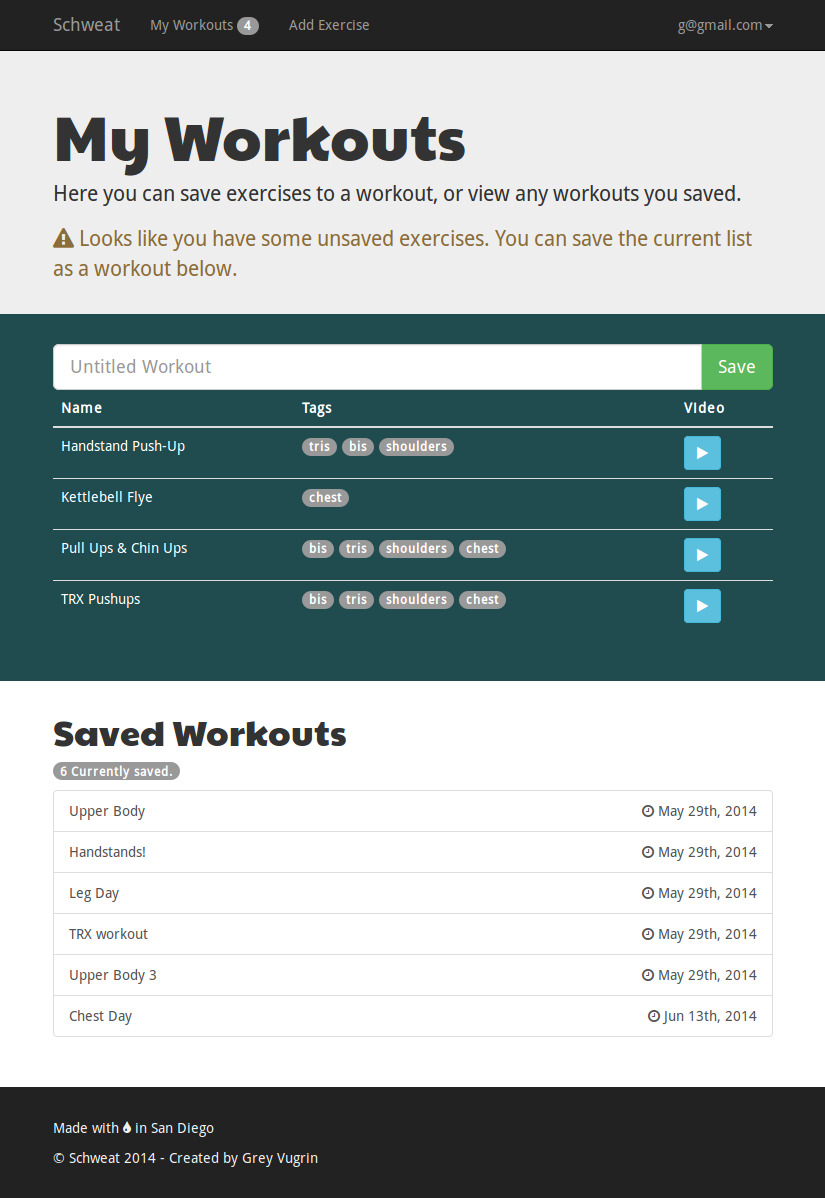 Schweat My Workouts 4 Add Exercise g@gmail.com
My Workouts
Here you can save exercises to a workout, or view any workouts you saved.
Looks like you have some unsaved exercises. You can save the current list
as a workout below.
Untitled Workout Save
Name Tags VIdeo
Handstand Push-Up tris bis shoulders
Kettlebell Flye chest
Pull Ups & Chin Ups bis tris shoulders chest
TRX Pushups bis tris shoulders chest
Saved Workouts
6 Currently saved.
Upper Body May 29th, 2014
Handstands! May 29th, 2014
Leg Day May 29th, 2014
TRX workout May 29th, 2014
Upper Body 3 May 29th, 2014
Chest Day Jun 13th, 2014
Made with in San Diego
© Schweat 2014 - Created by Grey Vugrin